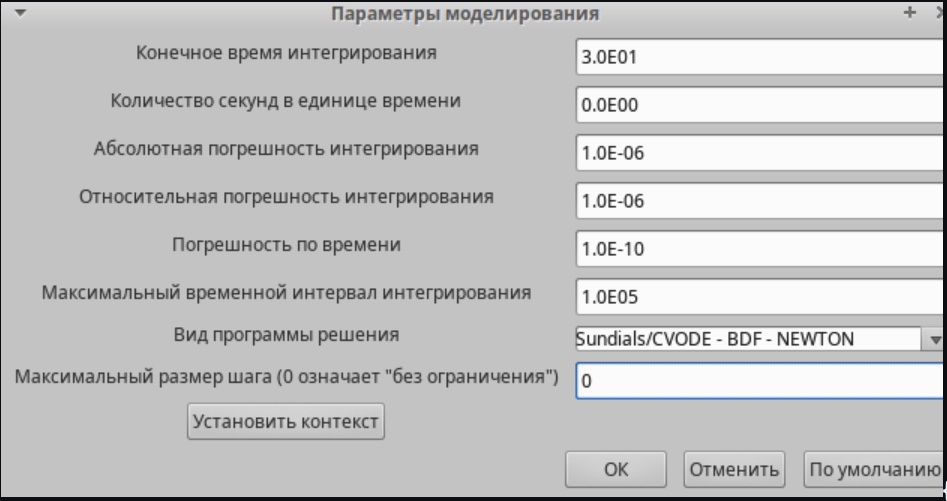 Параметры моделирования
Конечное время интегрирования 3.0E01
Количество секунд в единице времени 0.0E00
Абсолютная погрешность интегрирования 1.0E-06
Относительная погрешность интегрирования 1.0E-06
Погрешность по времени 1.0E-10
Максимальный временной интервал интегрирования 1.0E05
Вид программы решения Sundials/CVODE - BDF - NEWTON
Максимальный размер шага (0 означает "без ограничения") 0
Установить контекст
ОК Отменить По умолчанию